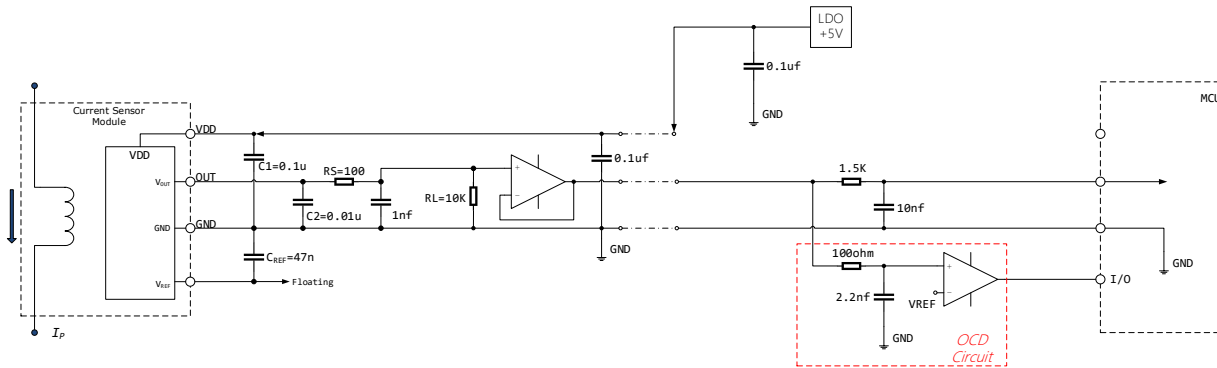 LDO
+5V
0.1uf
GND
MCU
Current Sensor
Module
VDD
VDD
C1=0.1u
0.1uf
VOUT
OUT
RS=100
1.5K
RL=10K
+
-
C2=0.01u
1nf
10nf
GND
GND
GND
GND
CREF=47n
100ohm
VREF
Floating
+
-
I/O
2.2nf
VREF
GND
IP
OCD
Circuit